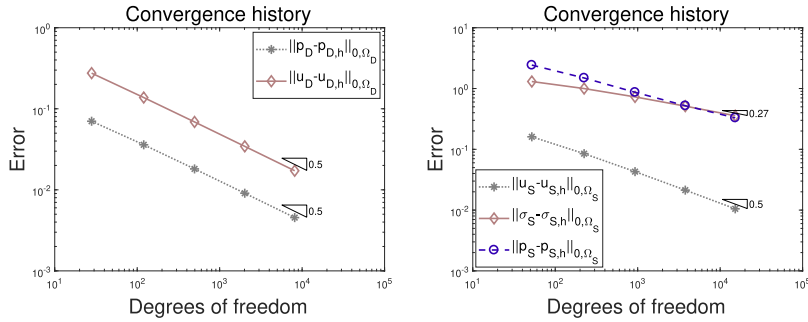 Convergence history
10^0
10^-1
10^-2
10^-3
Error
||p_D-p_D,h||_0,Ω_D
||u_D-u_D,h||_0,Ω_D
0.5
0.5
10^1 10^2 10^3 10^4 10^5
Degrees of freedom
Convergence history
10^1
10^0
10^-1
10^-2
10^-3
Error
0.27
||u_S-u_S,h||_0,Ω_S
||σ_S-σ_S,h||_0,Ω_S
||p_S-p_S,h||_0,Ω_S
0.5
10^1 10^2 10^3 10^4 10^5
Degrees of freedom